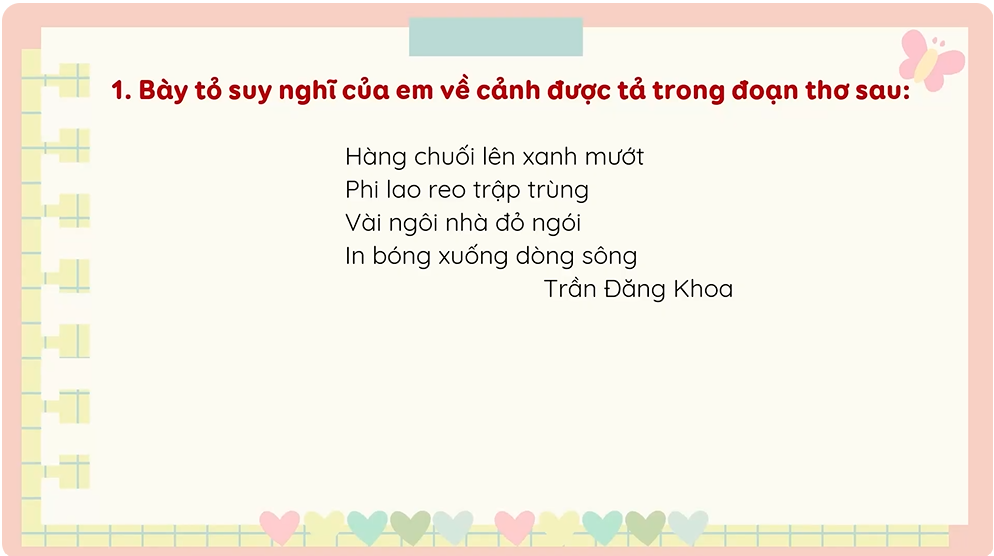 1. Bày tỏ suy nghĩ của em về cảnh được tả trong đoạn thơ sau:
Hàng chuối lên xanh mướt
Phi lao reo trập trùng
Vài ngôi nhà đỏ ngói
In bóng xuống dòng sông
Trần Đăng Khoa